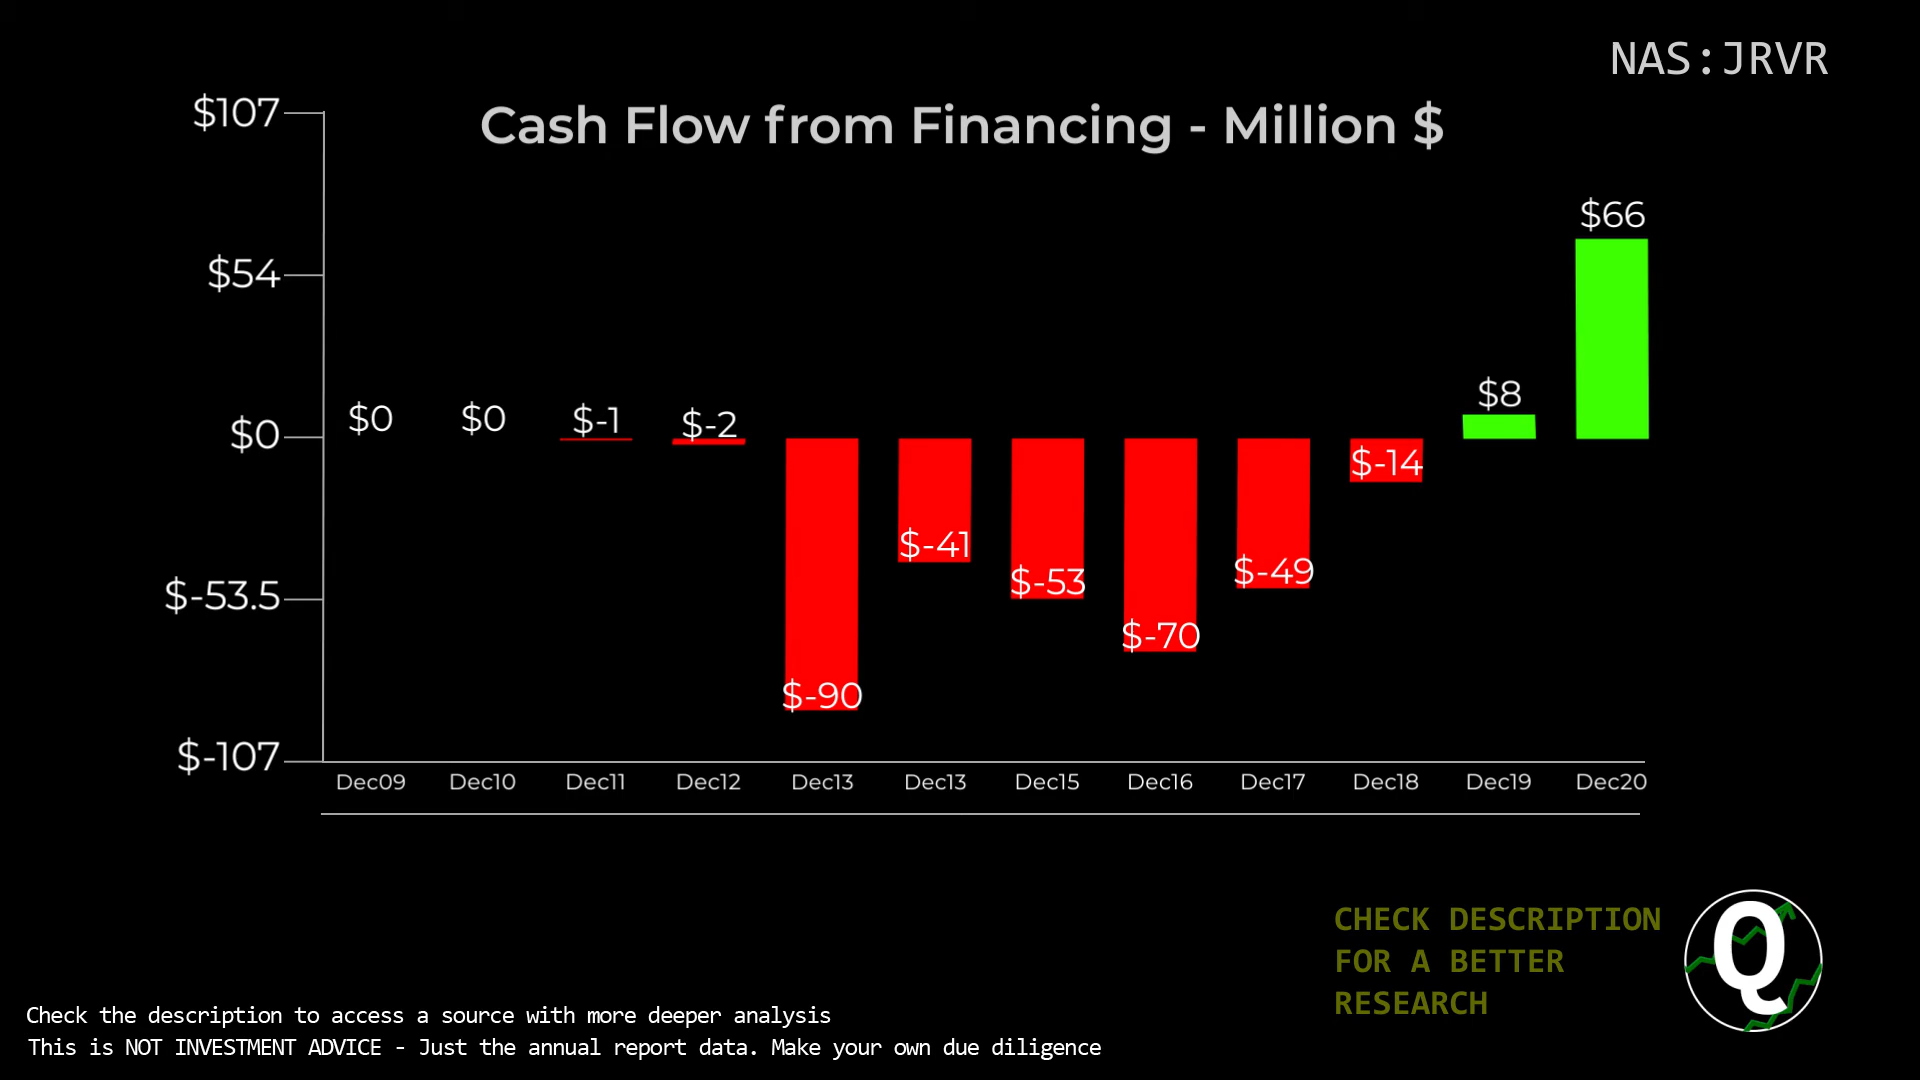 NAS:JRVR
Cash Flow from Financing - Million $
$107
$54
$0
$-53.5
$-107
$0
$0
$-1
$-2
$-90
$-41
$-53
$-70
$-49
$-14
$8
$66
Dec09
Dec10
Dec11
Dec12
Dec13
Dec13
Dec15
Dec16
Dec17
Dec18
Dec19
Dec20
CHECK DESCRIPTION
FOR A BETTER
RESEARCH
Q
Check the description to access a source with more deeper analysis
This is NOT INVESTMENT ADVICE - Just the annual report data. Make your own due diligence